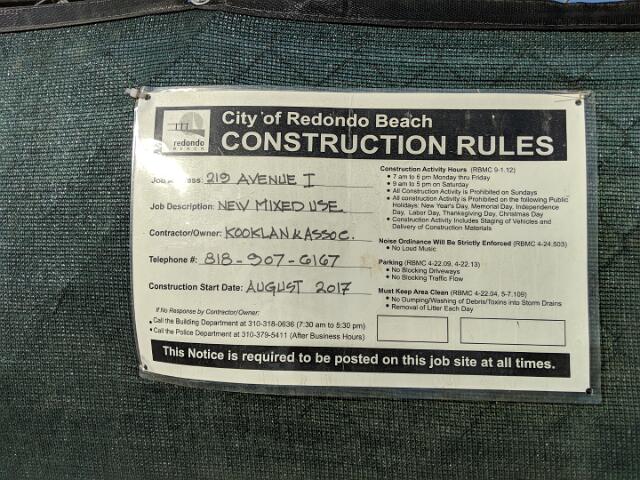 redondo
BEACH
City of Redondo Beach
CONSTRUCTION RULES
Job Address: 219 AVENUE I
Job Description: NEW MIXED USE
Contractor/Owner: KOOKLAN & ASSOC.
Telephone #: 818-907-6167
Construction Start Date: AUGUST 2017
If No Response by Contractor/Owner:
• Call the Building Department at 310-318-0636 (7:30 am to 5:30 pm)
• Call the Police Department at 310-379-5411 (After Business Hours)
Construction Activity Hours (RBMC 9-1.12)
• 7 am to 6 pm Monday thru Friday
• 9 am to 5 pm on Saturday
• All Construction Activity is Prohibited on Sundays
• All construction Activity is Prohibited on the following Public
Holidays: New Year's Day, Memorial Day, Independence
Day, Labor Day, Thanksgiving Day, Christmas Day
• Construction Activity Includes Staging of Vehicles and
Delivery of Construction Materials
Noise Ordinance Will Be Strictly Enforced (RBMC 4-24.503)
• No Loud Music
Parking (RBMC 4-22.09, 4-22.13)
• No Blocking Driveways
• No Blocking Traffic Flow
Must Keep Area Clean (RBMC 4-22.04, 5-7.109)
• No Dumping/Washing of Debris/Toxins into Storm Drains
• Removal of Litter Each Day
This Notice is required to be posted on this job site at all times.